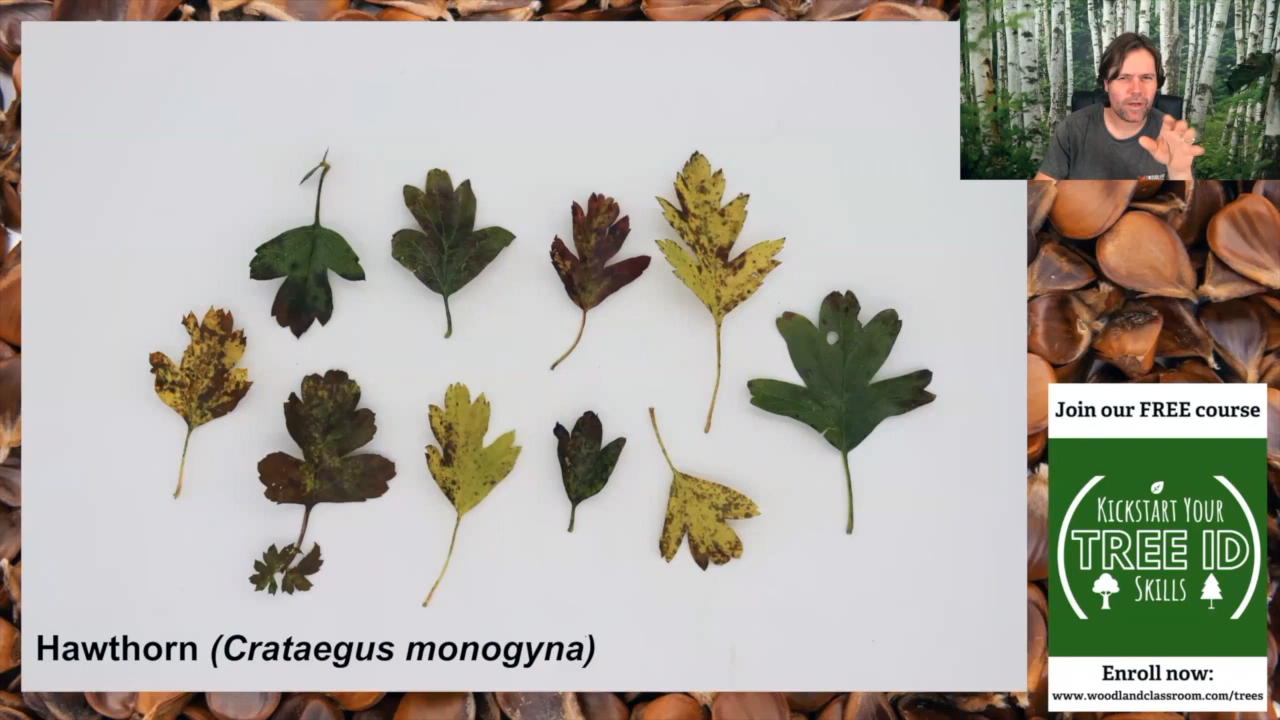 Hawthorn (Crataegus monogyna)
Join our FREE course
KICKSTART YOUR
TREE ID
SKILLS
Enroll now:
www.woodlandclassroom.com/trees